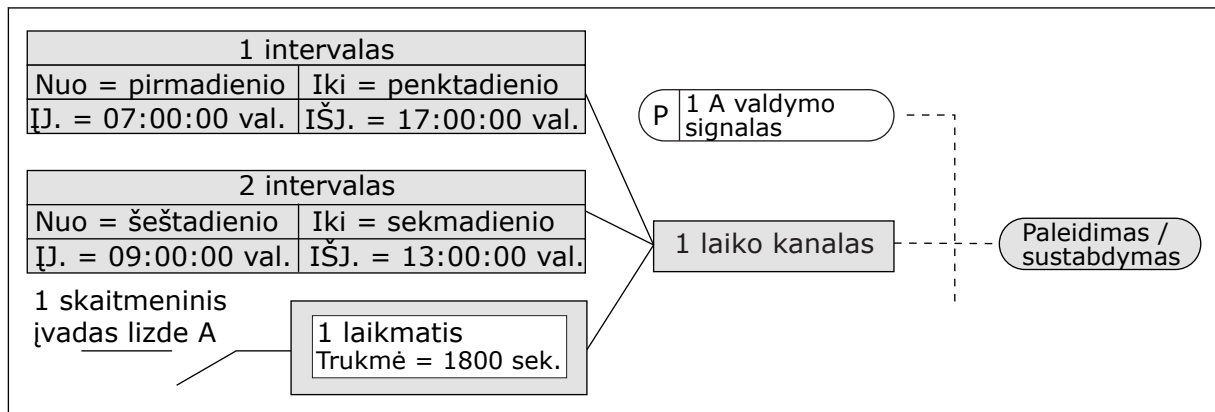 1 intervalas
Nuo = pirmadienio Iki = penktadienio
ĮJ. = 07:00:00 val. IŠJ. = 17:00:00 val.
P 1 A valdymo
signalas
2 intervalas
Nuo = šeštadienio Iki = sekmadienio
ĮJ. = 09:00:00 val. IŠJ. = 13:00:00 val.
1 laiko kanalas
Paleidimas /
sustabdymas
1 skaitmeninis
įvadas lizde A
1 laikmatis
Trukmė = 1800 sek.